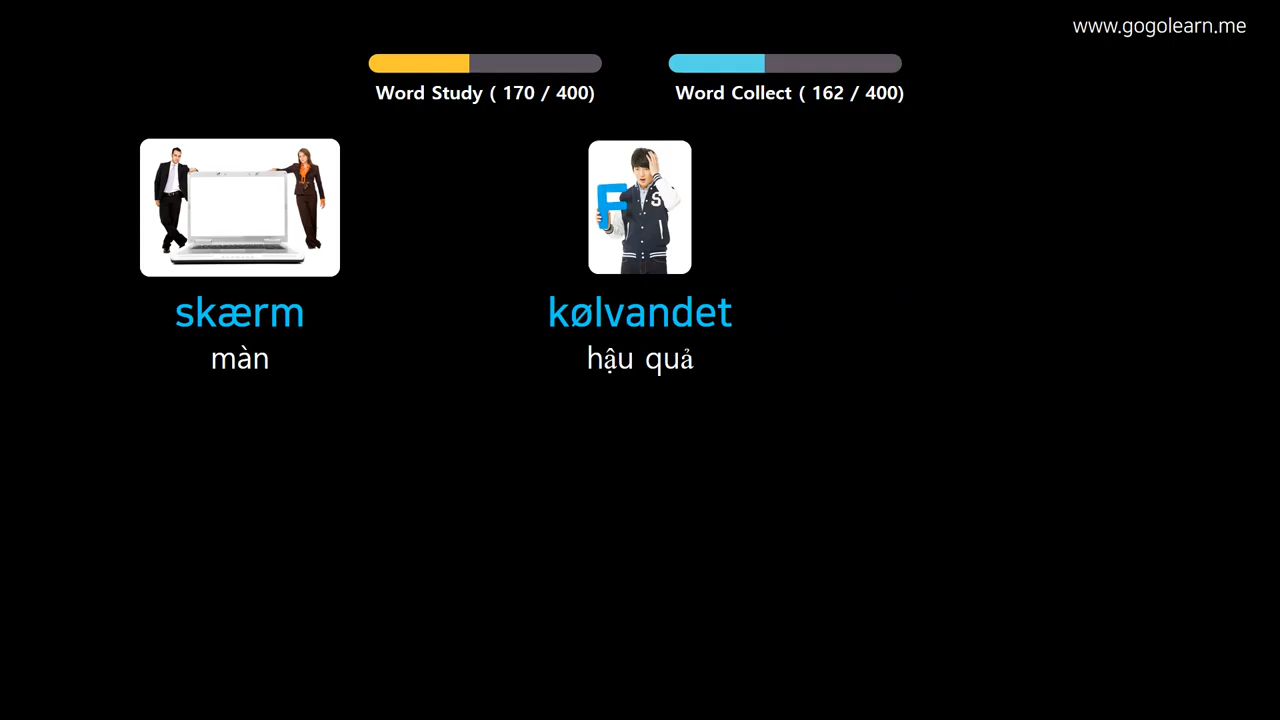 www.gogolearn.me
Word Study ( 170 / 400)
Word Collect ( 162 / 400)
F
S
skærm
màn
kølvandet
hậu quả